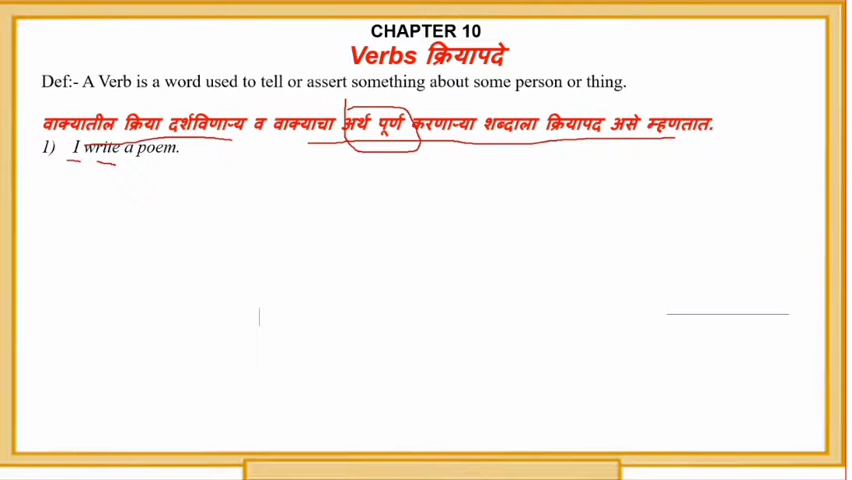 CHAPTER 10
Verbs क्रियापदे
Def:- A Verb is a word used to tell or assert something about some person or thing.
वाक्यातील क्रिया दर्शविणाऱ्य व वाक्याचा अर्थ पूर्ण करणाऱ्या शब्दाला क्रियापद असे म्हणतात.
1) I write a poem.